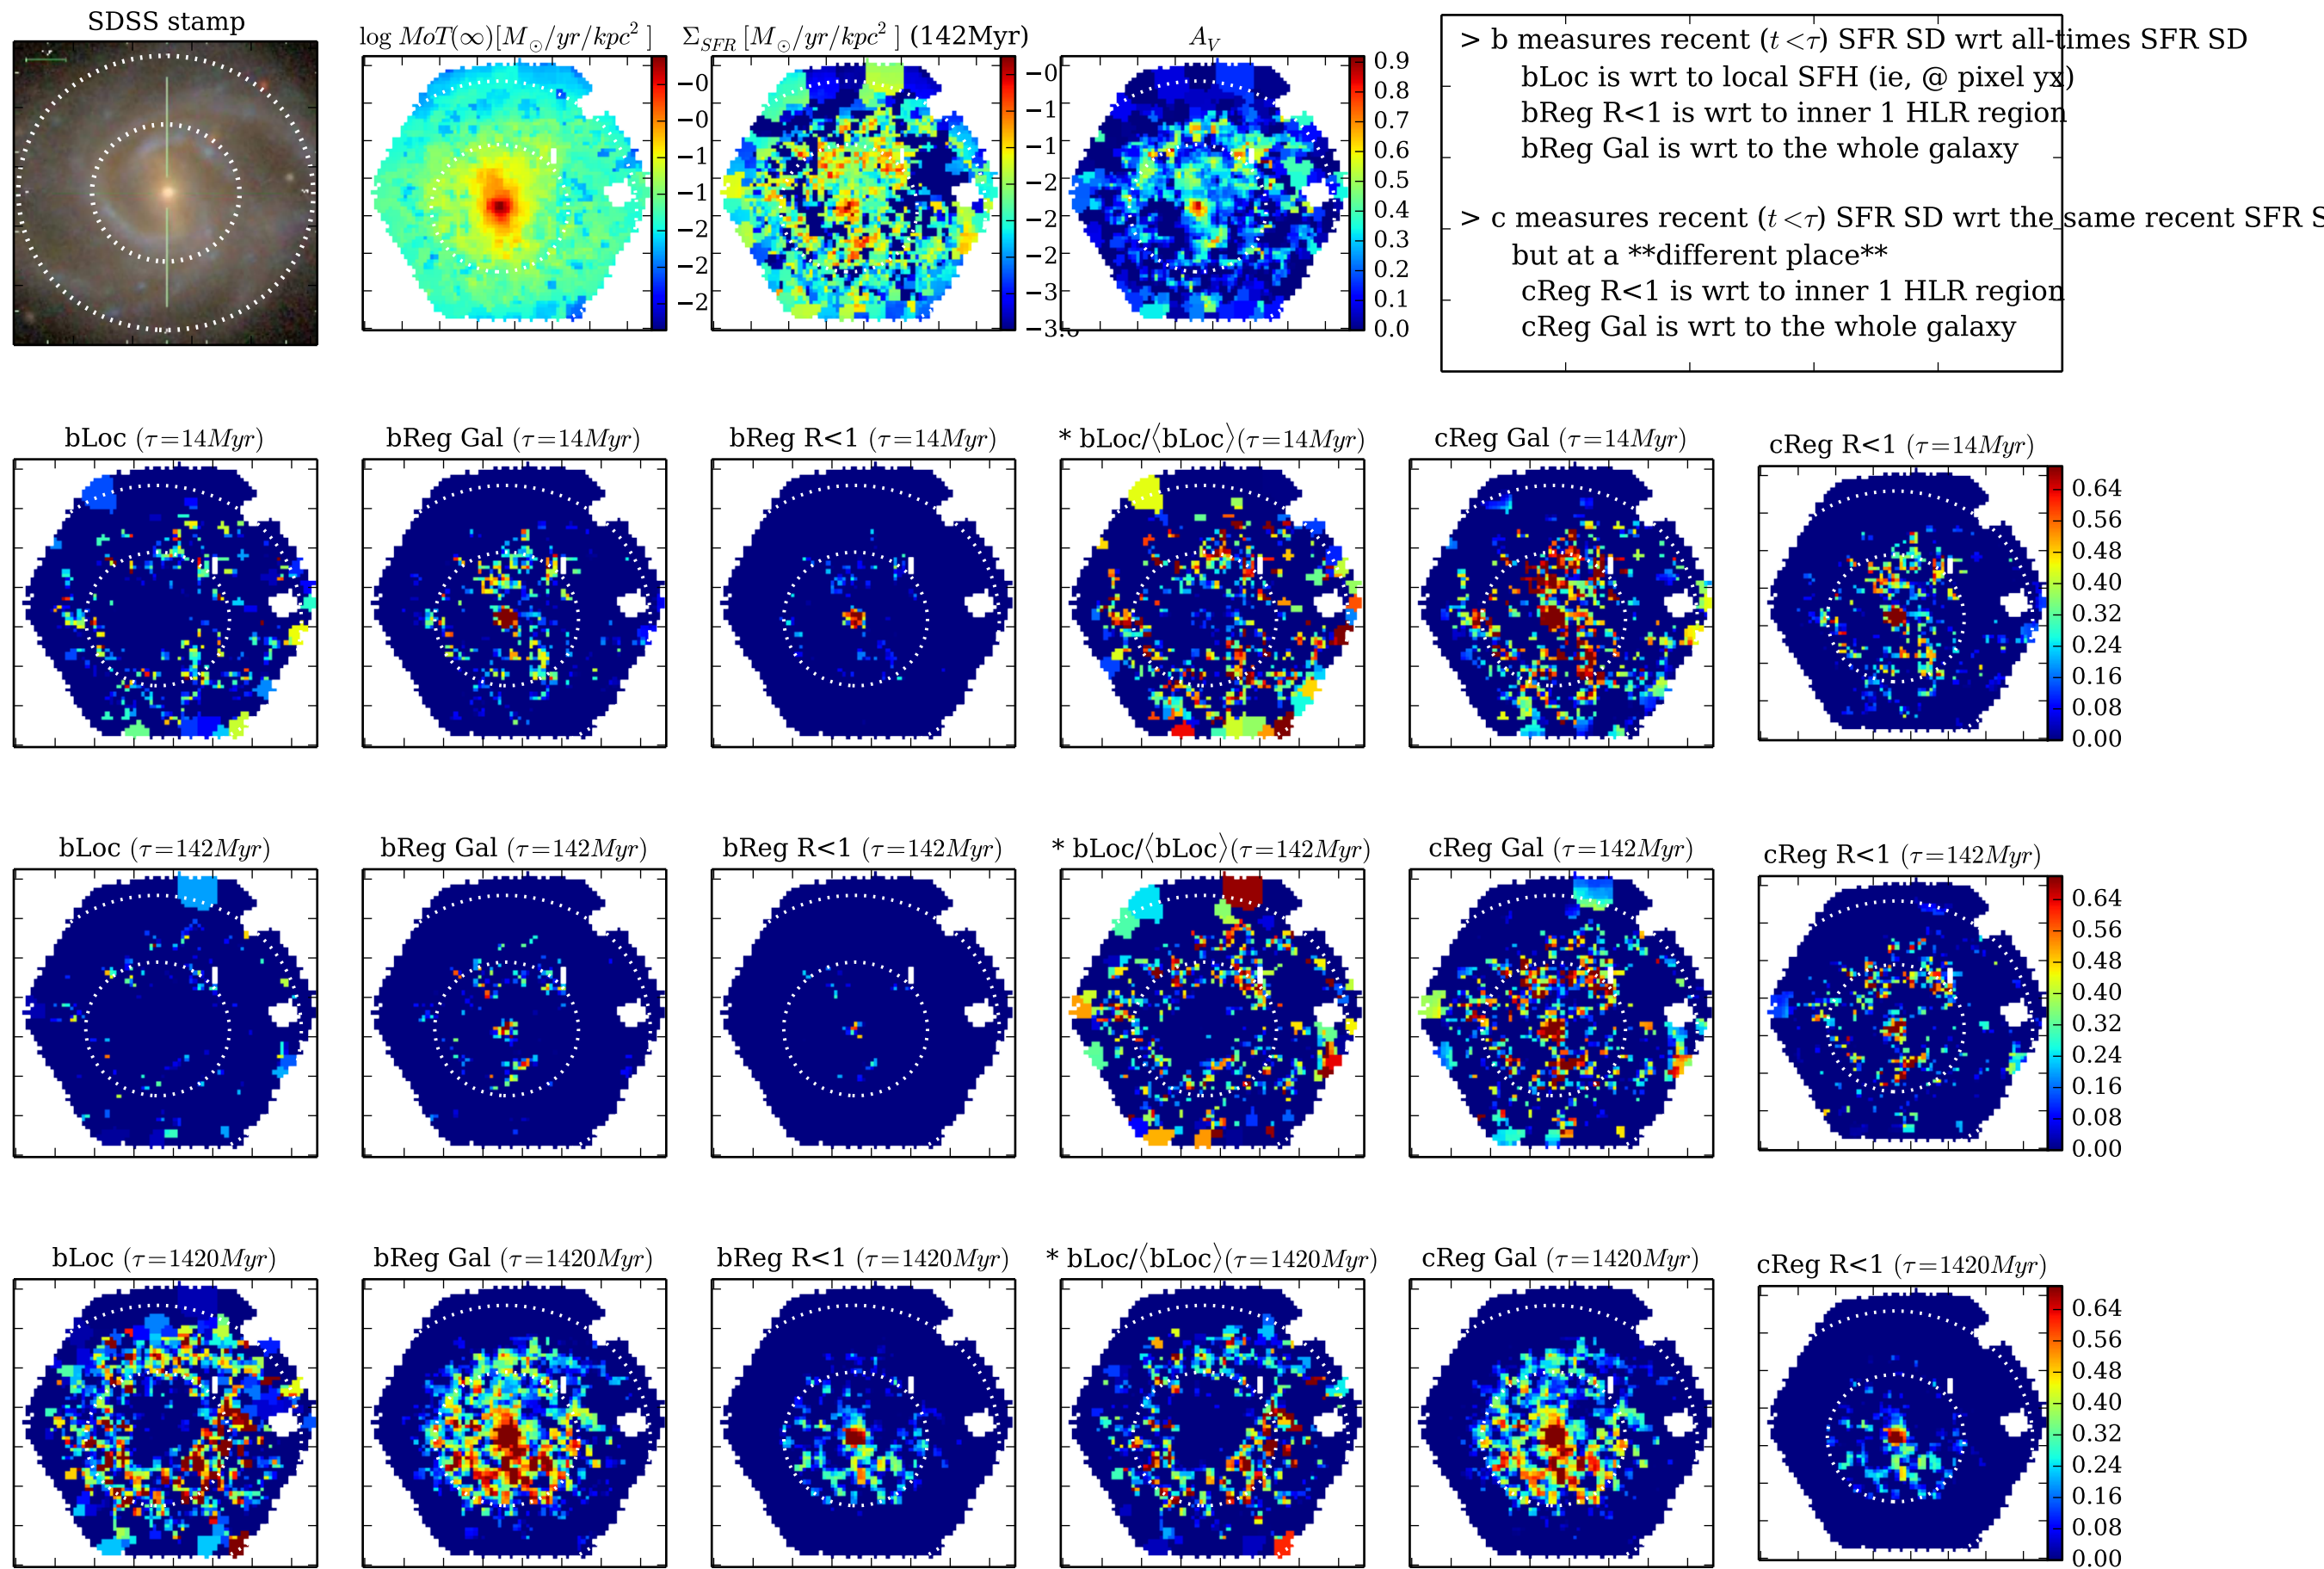 SDSS stamp
log MoT(∞)[M⊙/yr/kpc² ]
Σ_SFR [M⊙/yr/kpc² ] (142Myr)
A_V
−0
−0
−1
−1
−2
−2
−2
−0
−1
−1
−2
−2
−2
−3
0.9
0.8
0.7
0.6
0.5
0.4
0.3
0.2
0.1
0.0
> b measures recent (t<τ) SFR SD wrt all-times SFR SD
bLoc is wrt to local SFH (ie, @ pixel yx)
bReg R<1 is wrt to inner 1 HLR region
bReg Gal is wrt to the whole galaxy
> c measures recent (t<τ) SFR SD wrt the same recent SFR
but at a **different place**
cReg R<1 is wrt to inner 1 HLR region
cReg Gal is wrt to the whole galaxy
bLoc (τ=14Myr)
bReg Gal (τ=14Myr)
bReg R<1 (τ=14Myr)
* bLoc/⟨bLoc⟩(τ=14Myr)
cReg Gal (τ=14Myr)
cReg R<1 (τ=14Myr)
0.64
0.56
0.48
0.40
0.32
0.24
0.16
0.08
0.00
bLoc (τ=142Myr)
bReg Gal (τ=142Myr)
bReg R<1 (τ=142Myr)
* bLoc/⟨bLoc⟩(τ=142Myr)
cReg Gal (τ=142Myr)
cReg R<1 (τ=142Myr)
0.64
0.56
0.48
0.40
0.32
0.24
0.16
0.08
0.00
bLoc (τ=1420Myr)
bReg Gal (τ=1420Myr)
bReg R<1 (τ=1420Myr)
* bLoc/⟨bLoc⟩(τ=1420Myr)
cReg Gal (τ=1420Myr)
cReg R<1 (τ=1420Myr)
0.64
0.56
0.48
0.40
0.32
0.24
0.16
0.08
0.00